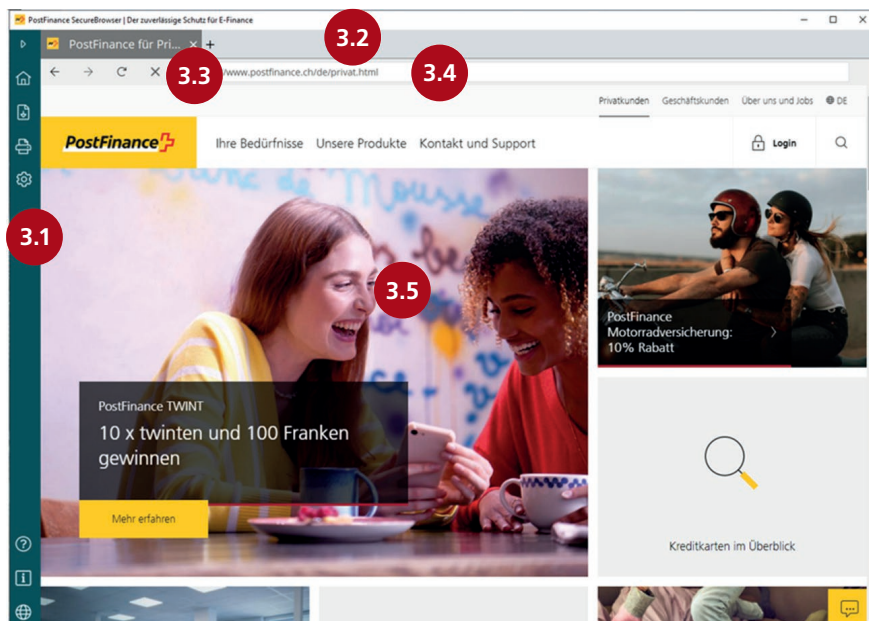 PostFinance SecureBrowser | Der zuverlässige Schutz für E-Finance
3.2
PostFinance für Pri...
3.3
/www.postfinance.ch/de/privat.html
3.4
Privatkunden Geschäftskunden Über uns und Jobs DE
PostFinance
Ihre Bedürfnisse Unsere Produkte Kontakt und Support
Login
3.1
3.5
PostFinance
Motorradversicherung:
10% Rabatt
PostFinance TWINT
10 x twinten und 100 Franken
gewinnen
Mehr erfahren
Kreditkarten im Überblick